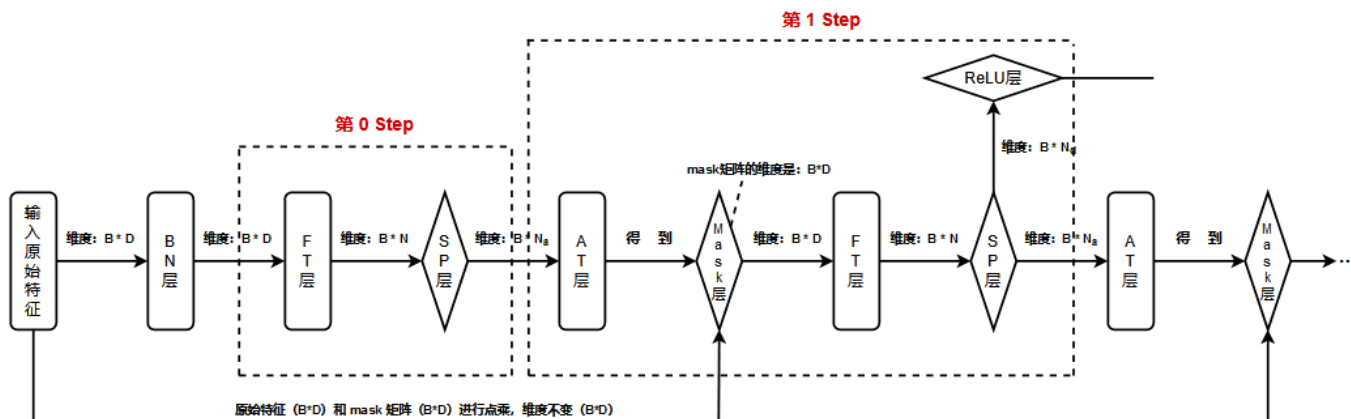 第 1 Step
ReLU层
第 0 Step
维度：B * Nₐ
mask矩阵的维度是：B*D
输入原始特征
维度：B * D
BN层
维度：B * D
FT层
维度：B * N
SP层
维度：B * Nₐ
AT层
得 到
Mask层
维度：B * D
FT层
维度：B * N
SP层
维度：B * Nₐ
AT层
得 到
Mask层
...
原始特征（B*D）和 mask 矩阵（B*D）进行点乘，维度不变（B*D）